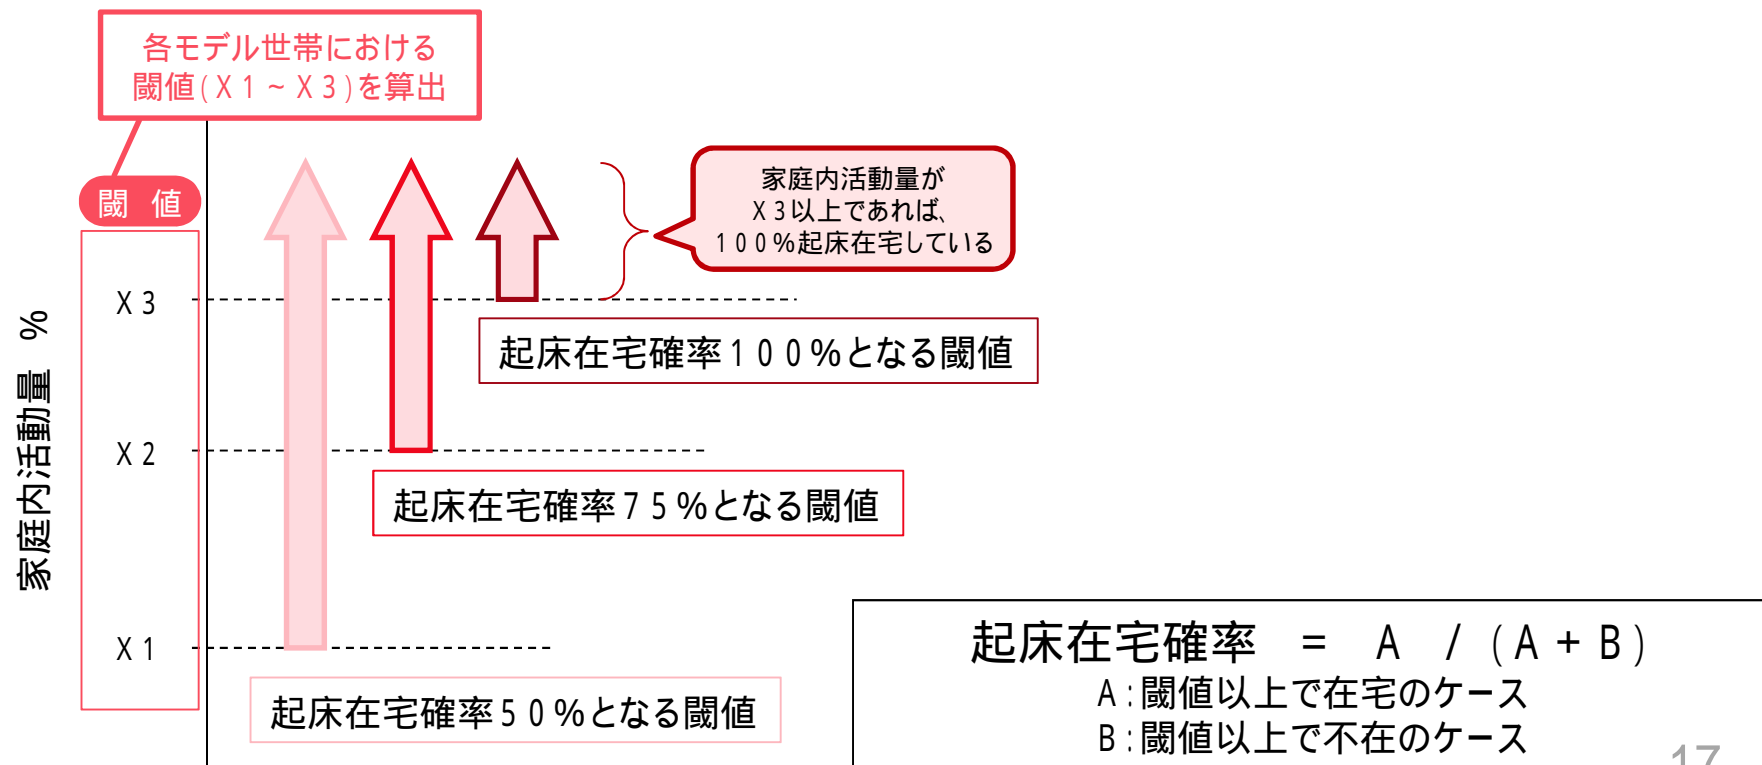 各モデル世帯における
閾値(X1~X3)を算出
閾 値
家庭内活動量が
X3以上であれば、
100%起床在宅している
X3
起床在宅確率100%となる閾値
家庭内活動量 %
X2
起床在宅確率75%となる閾値
X1
起床在宅確率50%となる閾値
起床在宅確率 = A / (A+B)
A:閾値以上で在宅のケース
B:閾値以上で不在のケース
17